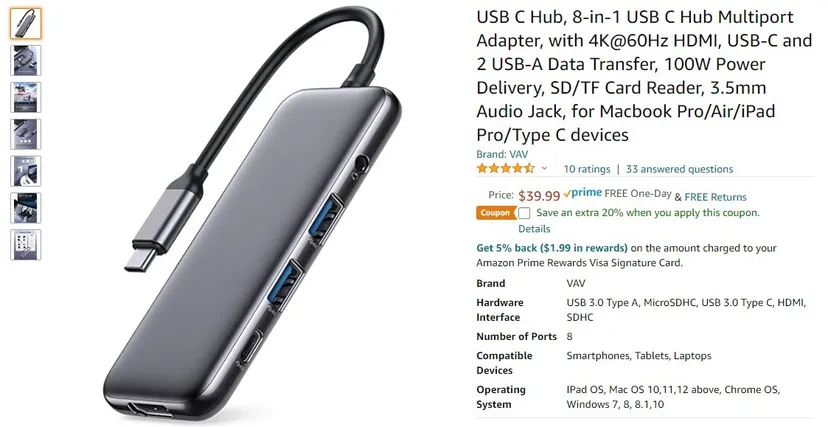 USB C Hub, 8-in-1 USB C Hub Multiport
Adapter, with 4K@60Hz HDMI, USB-C and
2 USB-A Data Transfer, 100W Power
Delivery, SD/TF Card Reader, 3.5mm
Audio Jack, for Macbook Pro/Air/iPad
Pro/Type C devices
Brand: VAV
10 ratings | 33 answered questions
Price: $39.99 prime FREE One-Day & FREE Returns
Coupon Save an extra 20% when you apply this coupon.
Details
Get 5% back ($1.99 in rewards) on the amount charged to your
Amazon Prime Rewards Visa Signature Card.
Brand VAV
Hardware Interface USB 3.0 Type A, MicroSDHC, USB 3.0 Type C, HDMI, SDHC
Number of Ports 8
Compatible Devices Smartphones, Tablets, Laptops
Operating System IPad OS, Mac OS 10,11,12 above, Chrome OS, Windows 7, 8, 8.1,10